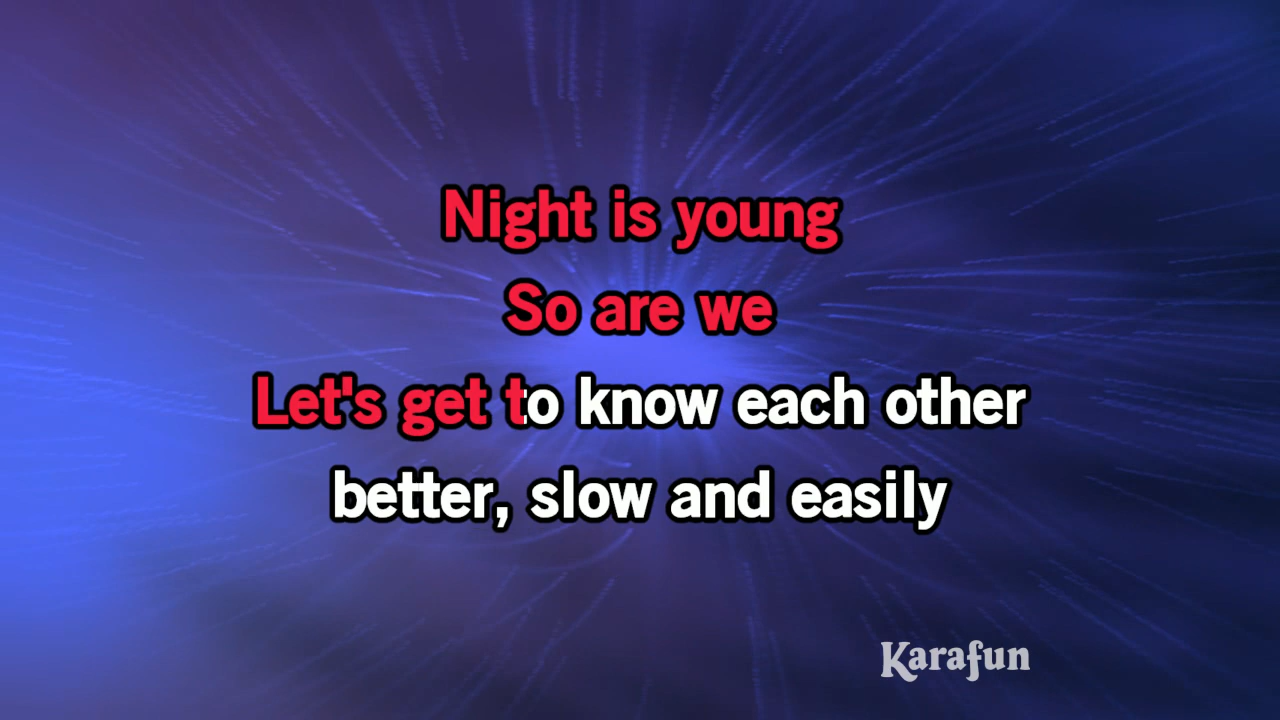 Night is young
So are we
Let's get to know each other
better, slow and easily
Karafun